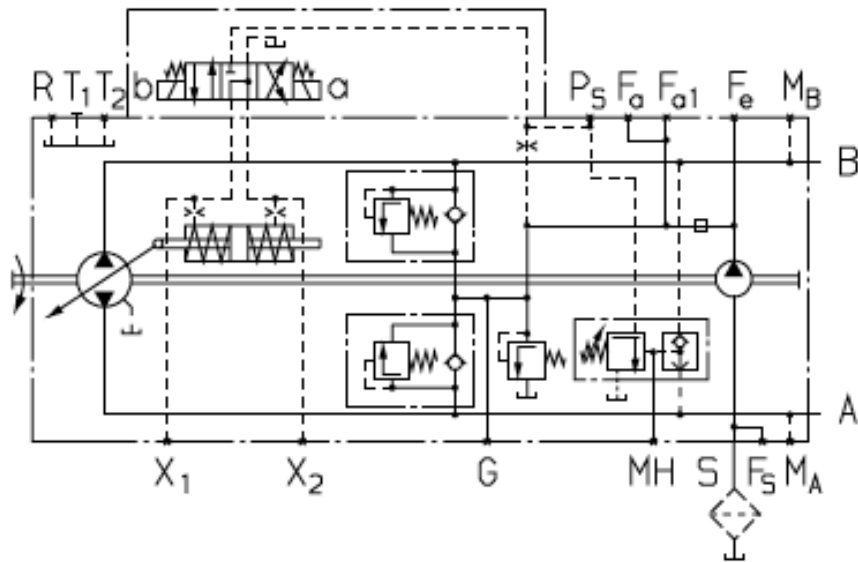 b a
R T1 T2 PS Fa Fa1 Fe MB
B
A
X1 X2 G MH S FS MA